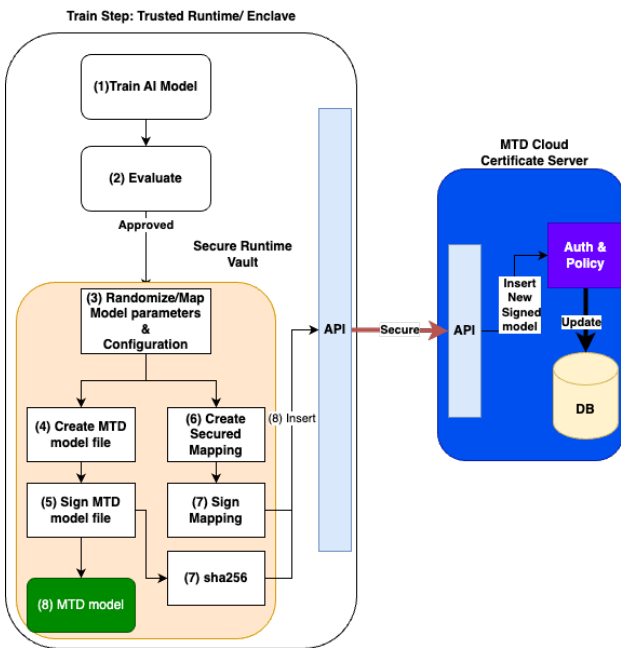 Train Step: Trusted Runtime/ Enclave
(1)Train AI Model
(2) Evaluate
Approved
Secure Runtime
Vault
(3) Randomize/Map
Model parameters
&
Configuration
(4) Create MTD
model file
(6) Create
Secured
Mapping
(8) Insert
(5) Sign MTD
model file
(7) Sign
Mapping
(7) sha256
(8) MTD model
API
Secure
MTD Cloud
Certificate Server
API
Insert
New
Signed
model
Auth &
Policy
Update
DB